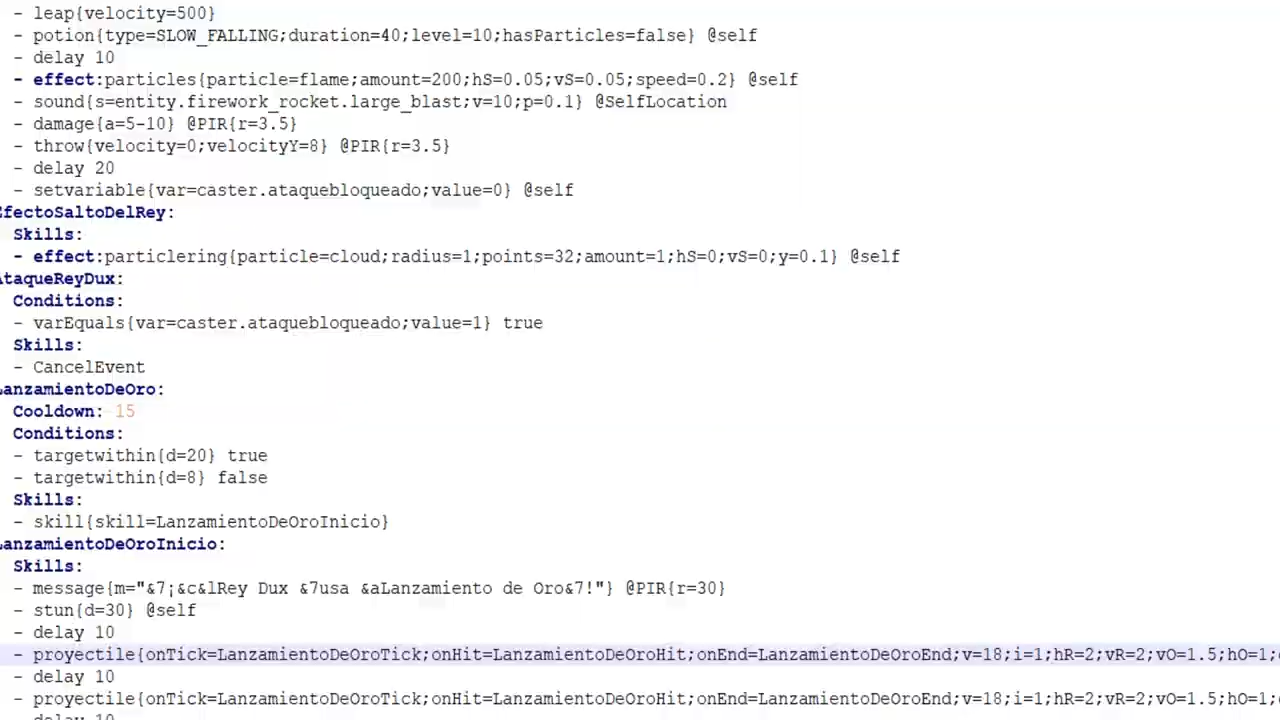 - leap{velocity=500}
- potion{type=SLOW_FALLING;duration=40;level=10;hasParticles=false} @self
- delay 10
- effect:particles{particle=flame;amount=200;hS=0.05;vS=0.05;speed=0.2} @self
- sound{s=entity.firework_rocket.large_blast;v=10;p=0.1} @SelfLocation
- damage{a=5-10} @PIR{r=3.5}
- throw{velocity=0;velocityY=8} @PIR{r=3.5}
- delay 20
- setvariable{var=caster.ataquebloqueado;value=0} @self
EfectoSaltoDelRey:
Skills:
- effect:particlering{particle=cloud;radius=1;points=32;amount=1;hS=0;vS=0;y=0.1} @self
AtaqueReyDux:
Conditions:
- varEquals{var=caster.ataquebloqueado;value=1} true
Skills:
- CancelEvent
LanzamientoDeOro:
Cooldown: 15
Conditions:
- targetwithin{d=20} true
- targetwithin{d=8} false
Skills:
- skill{skill=LanzamientoDeOroInicio}
LanzamientoDeOroInicio:
Skills:
- message{m="&7¡&c&lRey Dux &7usa &aLanzamiento de Oro&7!"} @PIR{r=30}
- stun{d=30} @self
- delay 10
- proyectile{onTick=LanzamientoDeOroTick;onHit=LanzamientoDeOroHit;onEnd=LanzamientoDeOroEnd;v=18;i=1;hR=2;vR=2;vO=1.5;hO=1;
- delay 10
- proyectile{onTick=LanzamientoDeOroTick;onHit=LanzamientoDeOroHit;onEnd=LanzamientoDeOroEnd;v=18;i=1;hR=2;vR=2;vO=1.5;hO=1;
- delay 10